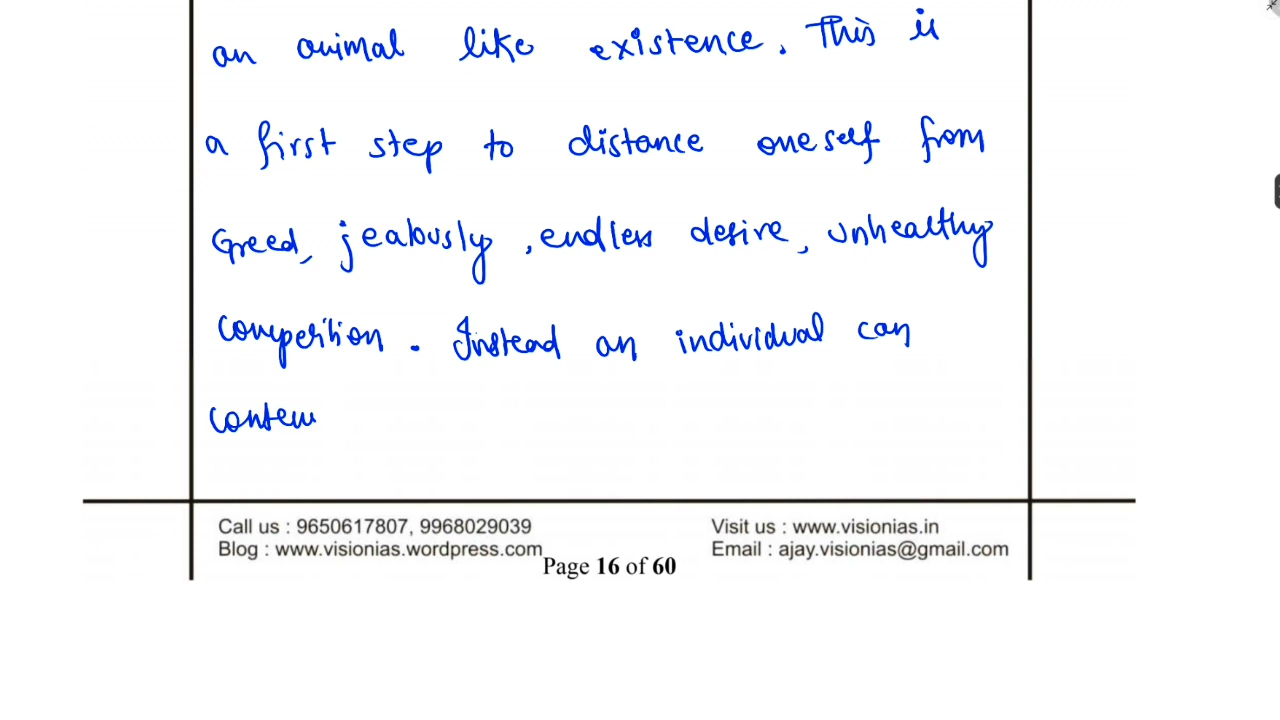 an animal like existence. This is
a first step to distance oneself from
Greed, jealously, endless desire, unhealthy
competition. Instead an individual can
contem
Call us : 9650617807, 9968029039
Visit us : www.visionias.in
Blog : www.visionias.wordpress.com
Email : ajay.visionias@gmail.com
Page 16 of 60